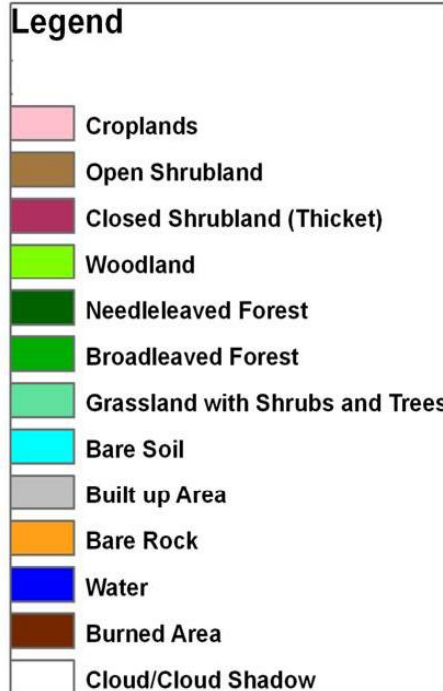 Legend
Croplands
Open Shrubland
Closed Shrubland (Thicket)
Woodland
Needleleaved Forest
Broadleaved Forest
Grassland with Shrubs and Trees
Bare Soil
Built up Area
Bare Rock
Water
Burned Area
Cloud/Cloud Shadow